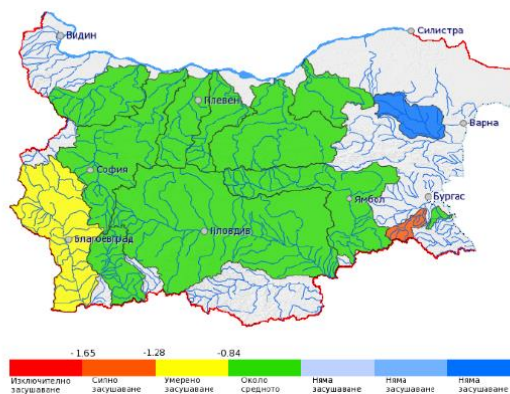 Видин
Силистра
Плевен
Варна
София
Ямбол
Бургас
Благоевград
Пловдив
-1.65 -1.28 -0.84
Изключително засушаване
Силно засушаване
Умерено засушаване
Около средното
Няма засушаване
Няма засушаване
Няма засушаване